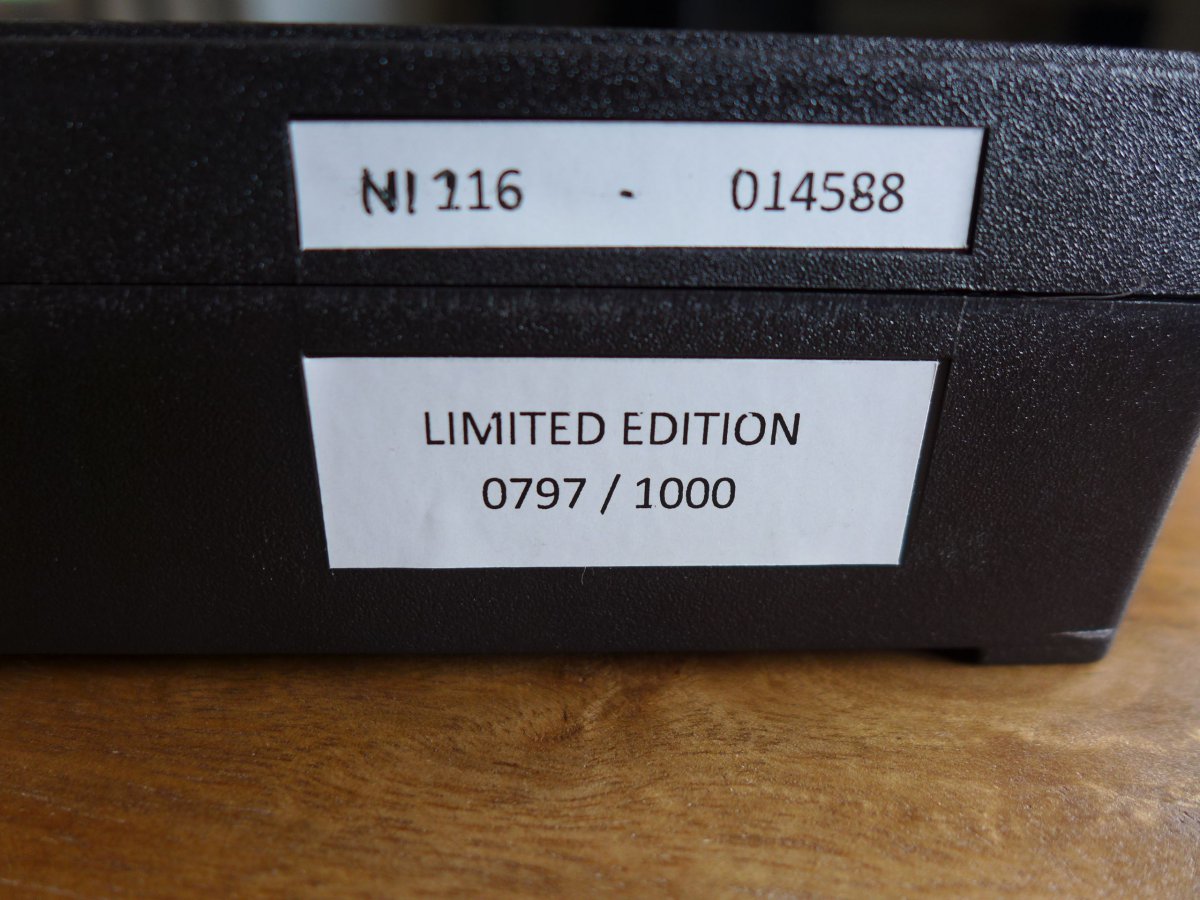 NI 116 - 014588
LIMITED EDITION
0797 / 1000